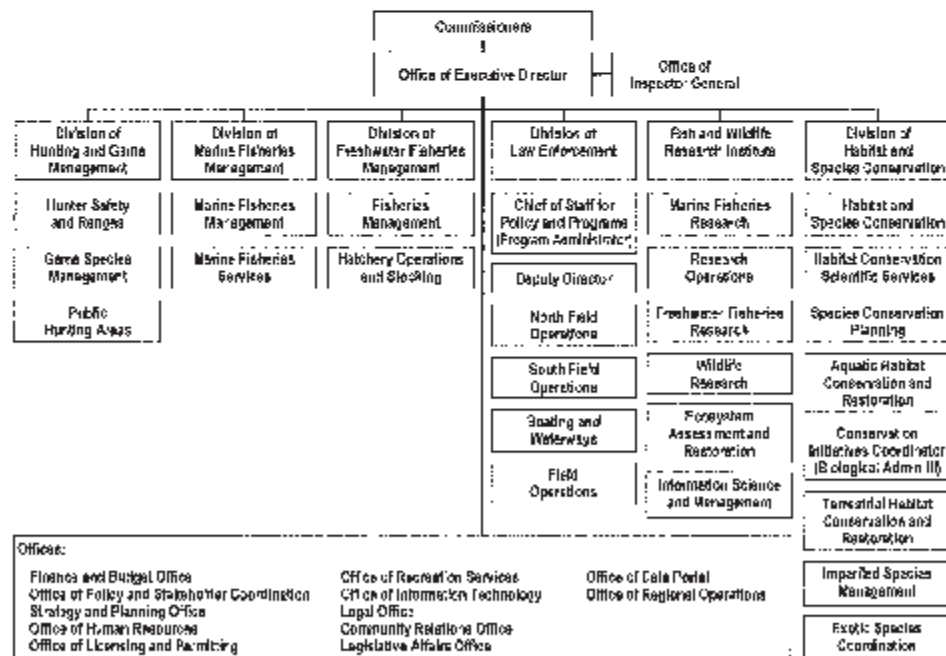 Commissioners
Office of Executive Director
Office of
Inspector General
Division of
Hunting and Game
Management
Hunter Safety
and Ranges
Game Species
Management
Public
Hunting Areas
Division of
Marine Fisheries
Management
Marine Fisheries
Management
Marine Fisheries
Services
Division of
Freshwater Fisheries
Management
Fisheries
Management
Hatchery Operations
and Stocking
Division of
Law Enforcement
Chief of Staff for
Policy and Programs
(Program Administrator)
Deputy Director
North Field
Operations
South Field
Operations
Boating and
Waterways
Field
Operations
Fish and Wildlife
Research Institute
Marine Fisheries
Research
Research
Operations
Freshwater Fisheries
Research
Wildlife
Research
Ecosystem
Assessment and
Restoration
Information Science
and Management
Division of
Habitat and
Species Conservation
Habitat and
Species Conservation
Habitat Conservation
Scientific Services
Species Conservation
Planning
Aquatic Habitat
Conservation and
Restoration
Conservation
Initiatives Coordinator
(Biological Admin III)
Terrestrial Habitat
Conservation and
Restoration
Imperiled Species
Management
Exotic Species
Coordination
Offices:
Finance and Budget Office
Office of Policy and Stakeholder Coordination
Strategy and Planning Office
Office of Human Resources
Office of Licensing and Permitting
Office of Recreation Services
Office of Information Technology
Legal Office
Community Relations Office
Legislative Affairs Office
Office of Portal
Office of Regional Operations